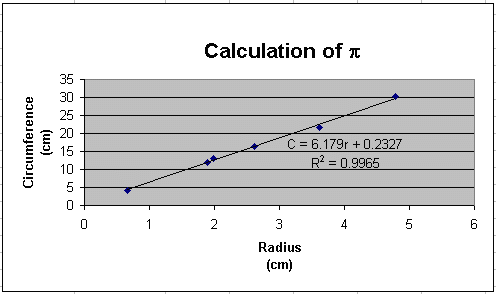 Calculation of π
Circumference
(cm)
35
30
25
20
15
10
5
0
C = 6.179r + 0.2327
R² = 0.9965
0 1 2 3 4 5 6
Radius
(cm)